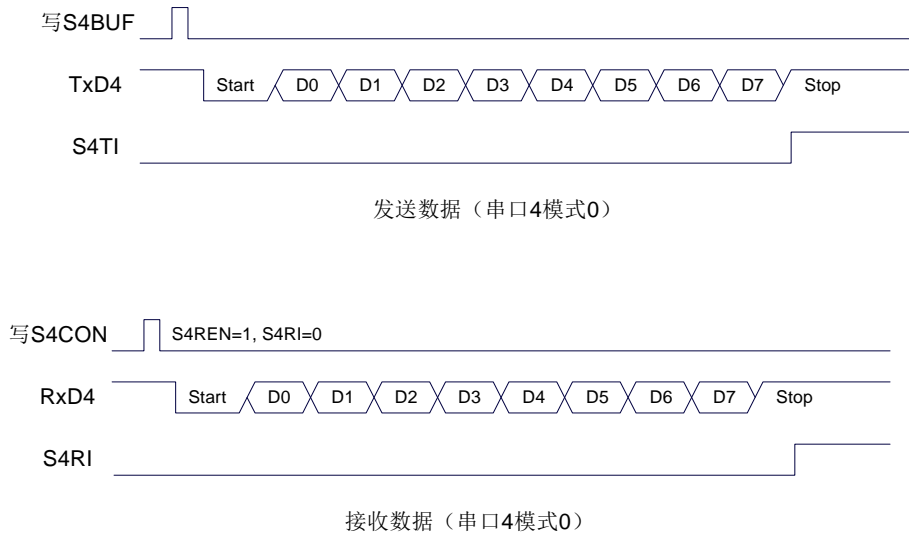 写S4BUF
TxD4 Start D0 D1 D2 D3 D4 D5 D6 D7 Stop
S4TI
发送数据（串口4模式0）
写S4CON S4REN=1, S4RI=0
RxD4 Start D0 D1 D2 D3 D4 D5 D6 D7 Stop
S4RI
接收数据（串口4模式0）